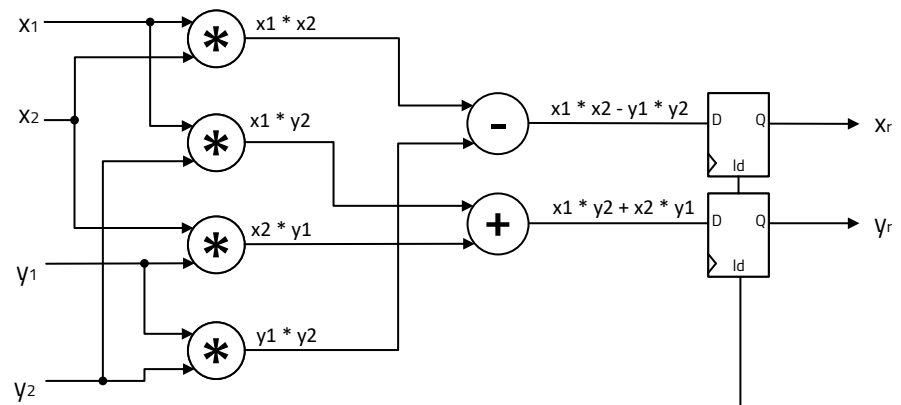 x1
x1 * x2
x2
x1 * y2
x1 * x2 - y1 * y2
D
Q
ld
xr
x2 * y1
x1 * y2 + x2 * y1
D
Q
ld
yr
y1
y1 * y2
y2
*
*
*
*
-
+